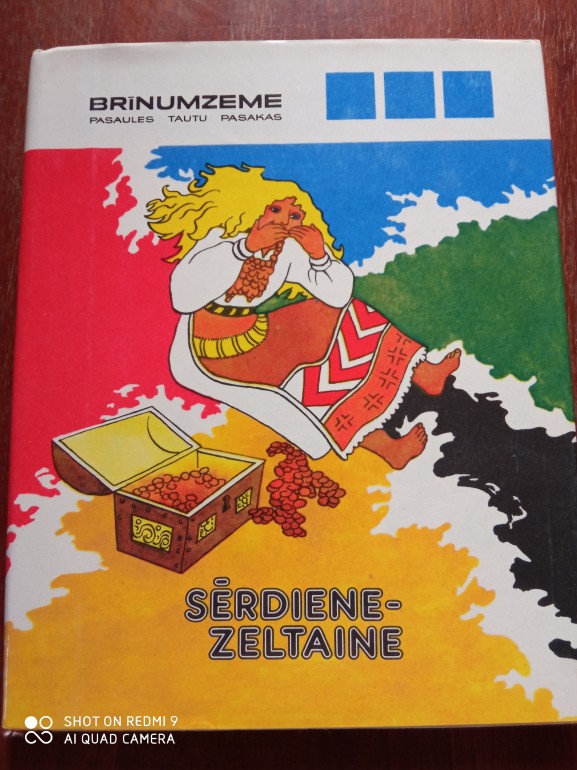 BRĪNUMZEME
PASAULES TAUTU PASAKAS
SĒRDIENE-
ZELTAINE
SHOT ON REDMI 9
AI QUAD CAMERA